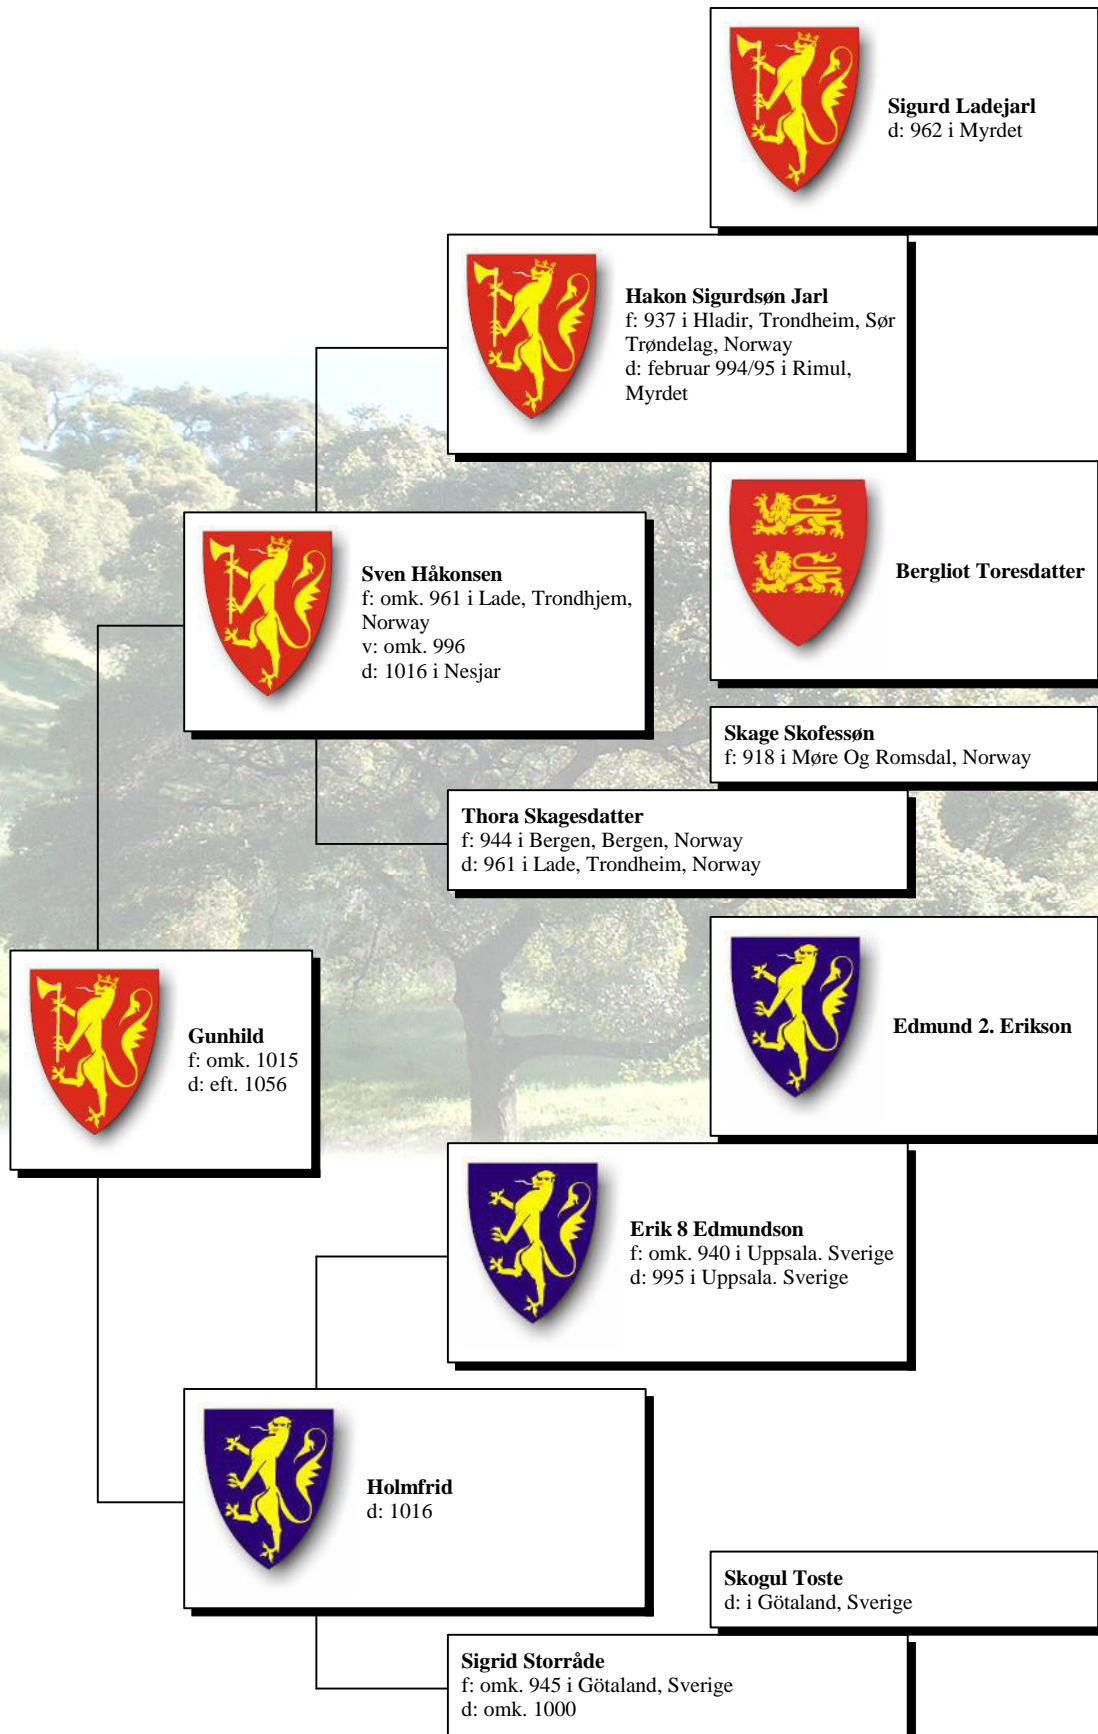 Sigurd Ladejarl
d: 962 i Myrdet
Hakon Sigurdsøn Jarl
f: 937 i Hladir, Trondheim, Sør
Trøndelag, Norway
d: februar 994/95 i Rimul,
Myrdet
Bergliot Toresdatter
Sven Håkonsen
f: omk. 961 i Lade, Trondhjem,
Norway
v: omk. 996
d: 1016 i Nesjar
Skage Skofessøn
f: 918 i Møre Og Romsdal, Norway
Thora Skagesdatter
f: 944 i Bergen, Bergen, Norway
d: 961 i Lade, Trondheim, Norway
Gunhild
f: omk. 1015
d: eft. 1056
Edmund 2. Erikson
Erik 8 Edmundson
f: omk. 940 i Uppsala. Sverige
d: 995 i Uppsala. Sverige
Holmfrid
d: 1016
Skogul Toste
d: i Götaland, Sverige
Sigrid Storråde
f: omk. 945 i Götaland, Sverige
d: omk. 1000